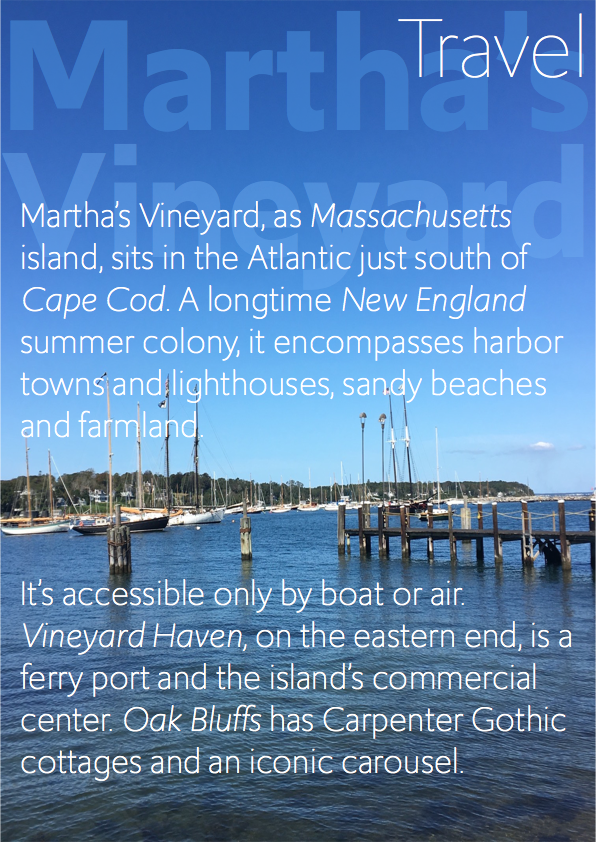 Travel
Martha's
Vineyard
Martha's Vineyard, as Massachusetts
island, sits in the Atlantic just south of
Cape Cod. A longtime New England
summer colony, it encompasses harbor
towns and lighthouses, sandy beaches
and farmland
It's accessible only by boat or air.
Vineyard Haven, on the eastern end, is a
ferry port and the island's commercial
center. Oak Bluffs has Carpenter Gothic
cottages and an iconic carousel.